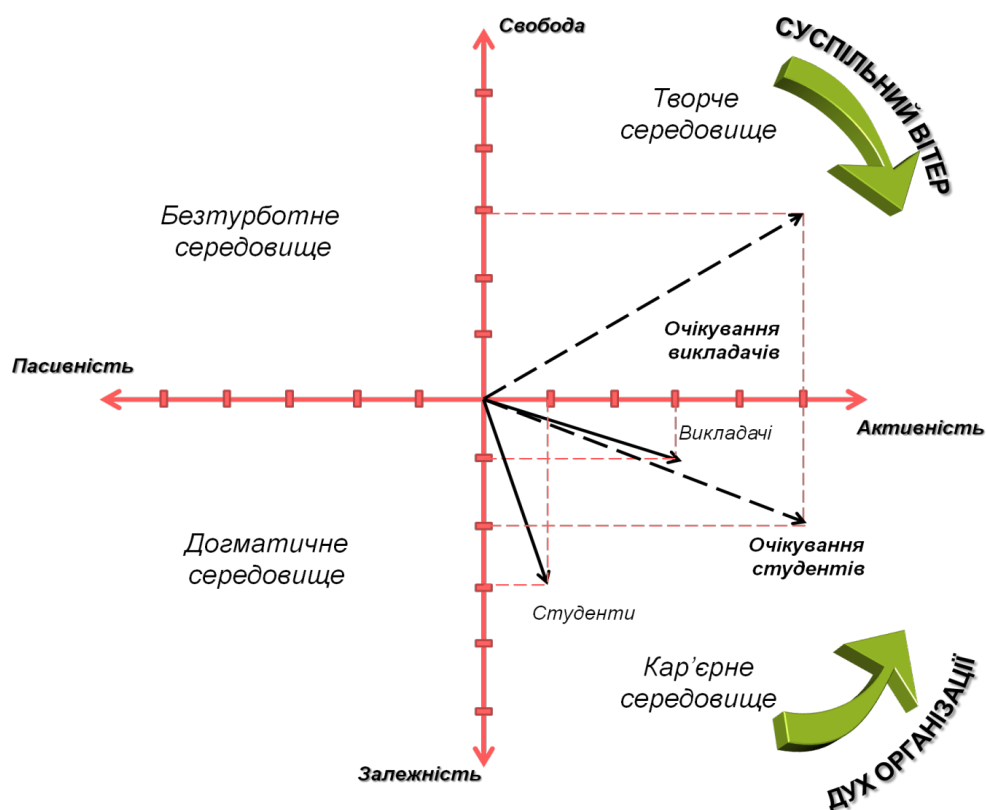 Свобода
СУСПІЛЬНИЙ ВІТЕР
Творче
середовище
Безтурботне
середовище
Очікування
викладачів
Пасивність
Активність
Викладачі
Догматичне
середовище
Очікування
студентів
Студенти
Кар’єрне
середовище
ДУХ ОРГАНІЗАЦІЇ
Залежність